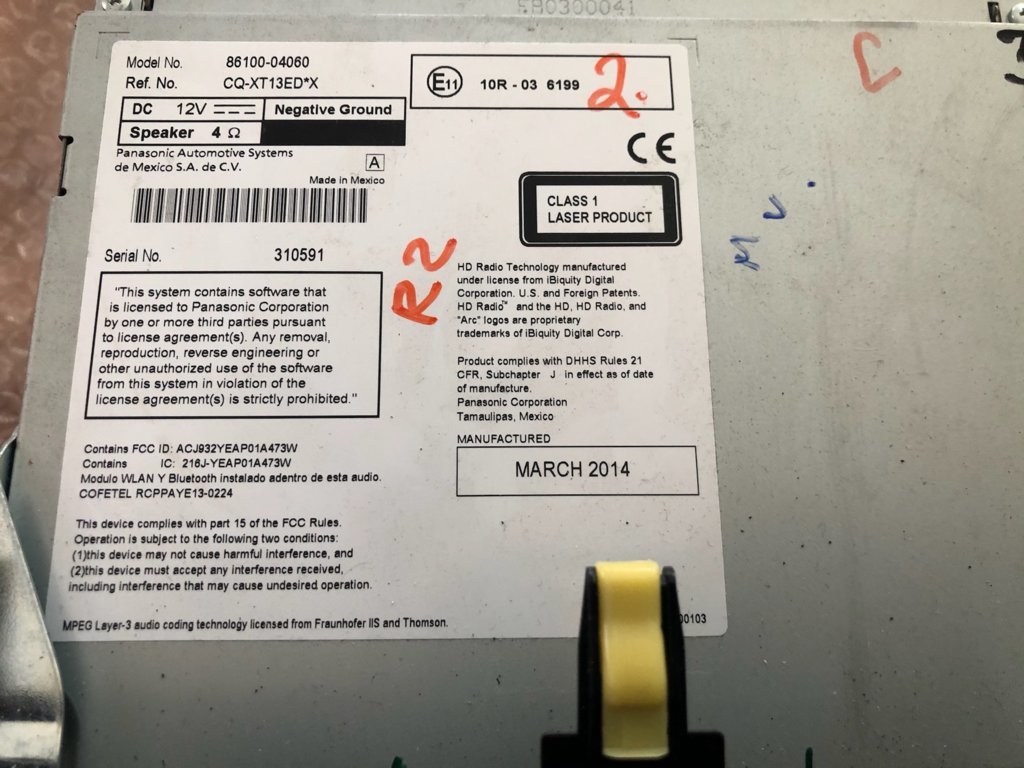 EB0300041
Model No. 86100-04060
Ref. No. CQ-XT13ED*X
DC 12V Negative Ground
Speaker 4 Ω
Panasonic Automotive Systems
de Mexico S.A. de C.V.
A
Made in Mexico
Serial No. 310591
"This system contains software that
is licensed to Panasonic Corporation
by one or more third parties pursuant
to license agreement(s). Any removal,
reproduction, reverse engineering or
other unauthorized use of the software
from this system in violation of the
license agreement(s) is strictly prohibited."
Contains FCC ID: ACJ932YEAP01A473W
Contains IC: 216J-YEAP01A473W
Modulo WLAN Y Bluetooth instalado adentro de esta audio.
COFETEL RCPPAYE13-0224
This device complies with part 15 of the FCC Rules.
Operation is subject to the following two conditions:
(1)this device may not cause harmful interference, and
(2)this device must accept any interference received,
including interference that may cause undesired operation.
MPEG Layer-3 audio coding technology licensed from Fraunhofer IIS and Thomson.
E11 10R - 03 6199
2.
CE
CLASS 1
LASER PRODUCT
R2
HD Radio Technology manufactured
under license from iBiquity Digital
Corporation. U.S. and Foreign Patents.
HD Radio™ and the HD, HD Radio, and
"Arc" logos are proprietary
trademarks of iBiquity Digital Corp.
Product complies with DHHS Rules 21
CFR, Subchapter J in effect as of date
of manufacture.
Panasonic Corporation
Tamaulipas, Mexico
MANUFACTURED
MARCH 2014
00103